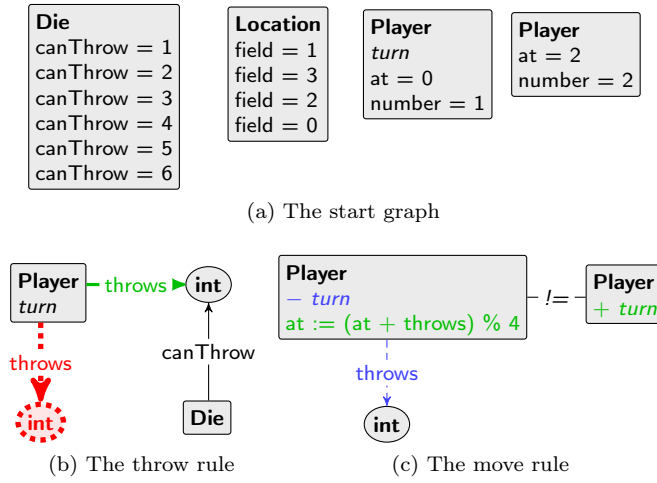 Die
canThrow = 1
canThrow = 2
canThrow = 3
canThrow = 4
canThrow = 5
canThrow = 6
Location
field = 1
field = 3
field = 2
field = 0
Player
turn
at = 0
number = 1
Player
at = 2
number = 2
(a) The start graph
Player
turn
throws
int
throws
canThrow
int
Die
(b) The throw rule
Player
− turn
at := (at + throws) % 4
!=
Player
+ turn
throws
int
(c) The move rule